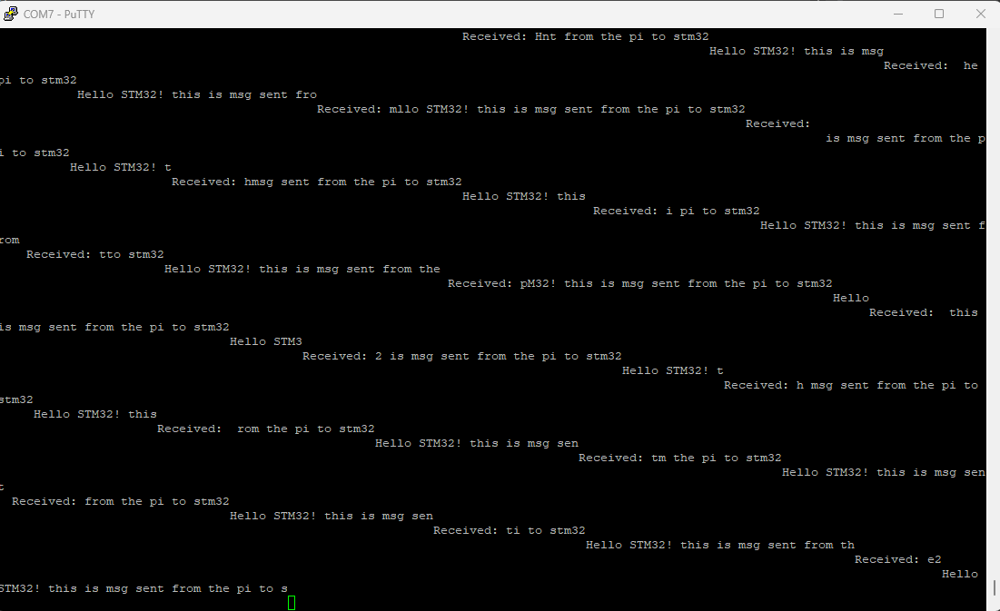 COM7 - PuTTY
Received: Hnt from the pi to stm32
Hello STM32! this is msg
Received:  he
pi to stm32
Hello STM32! this is msg sent fro
Received: mllo STM32! this is msg sent from the pi to stm32
Received:
is msg sent from the p
i to stm32
Hello STM32! t
Received: hmsg sent from the pi to stm32
Hello STM32! this
Received: i pi to stm32
Hello STM32! this is msg sent f
rom
Received: tto stm32
Hello STM32! this is msg sent from the
Received: pM32! this is msg sent from the pi to stm32
Hello
Received:  this
is msg sent from the pi to stm32
Hello STM3
Received: 2 is msg sent from the pi to stm32
Hello STM32! t
Received: h msg sent from the pi to
stm32
Hello STM32! this
Received:  rom the pi to stm32
Hello STM32! this is msg sen
Received: tm the pi to stm32
Hello STM32! this is msg sen
t
Received: from the pi to stm32
Hello STM32! this is msg sen
Received: ti to stm32
Hello STM32! this is msg sent from th
Received: e2
Hello
STM32! this is msg sent from the pi to s